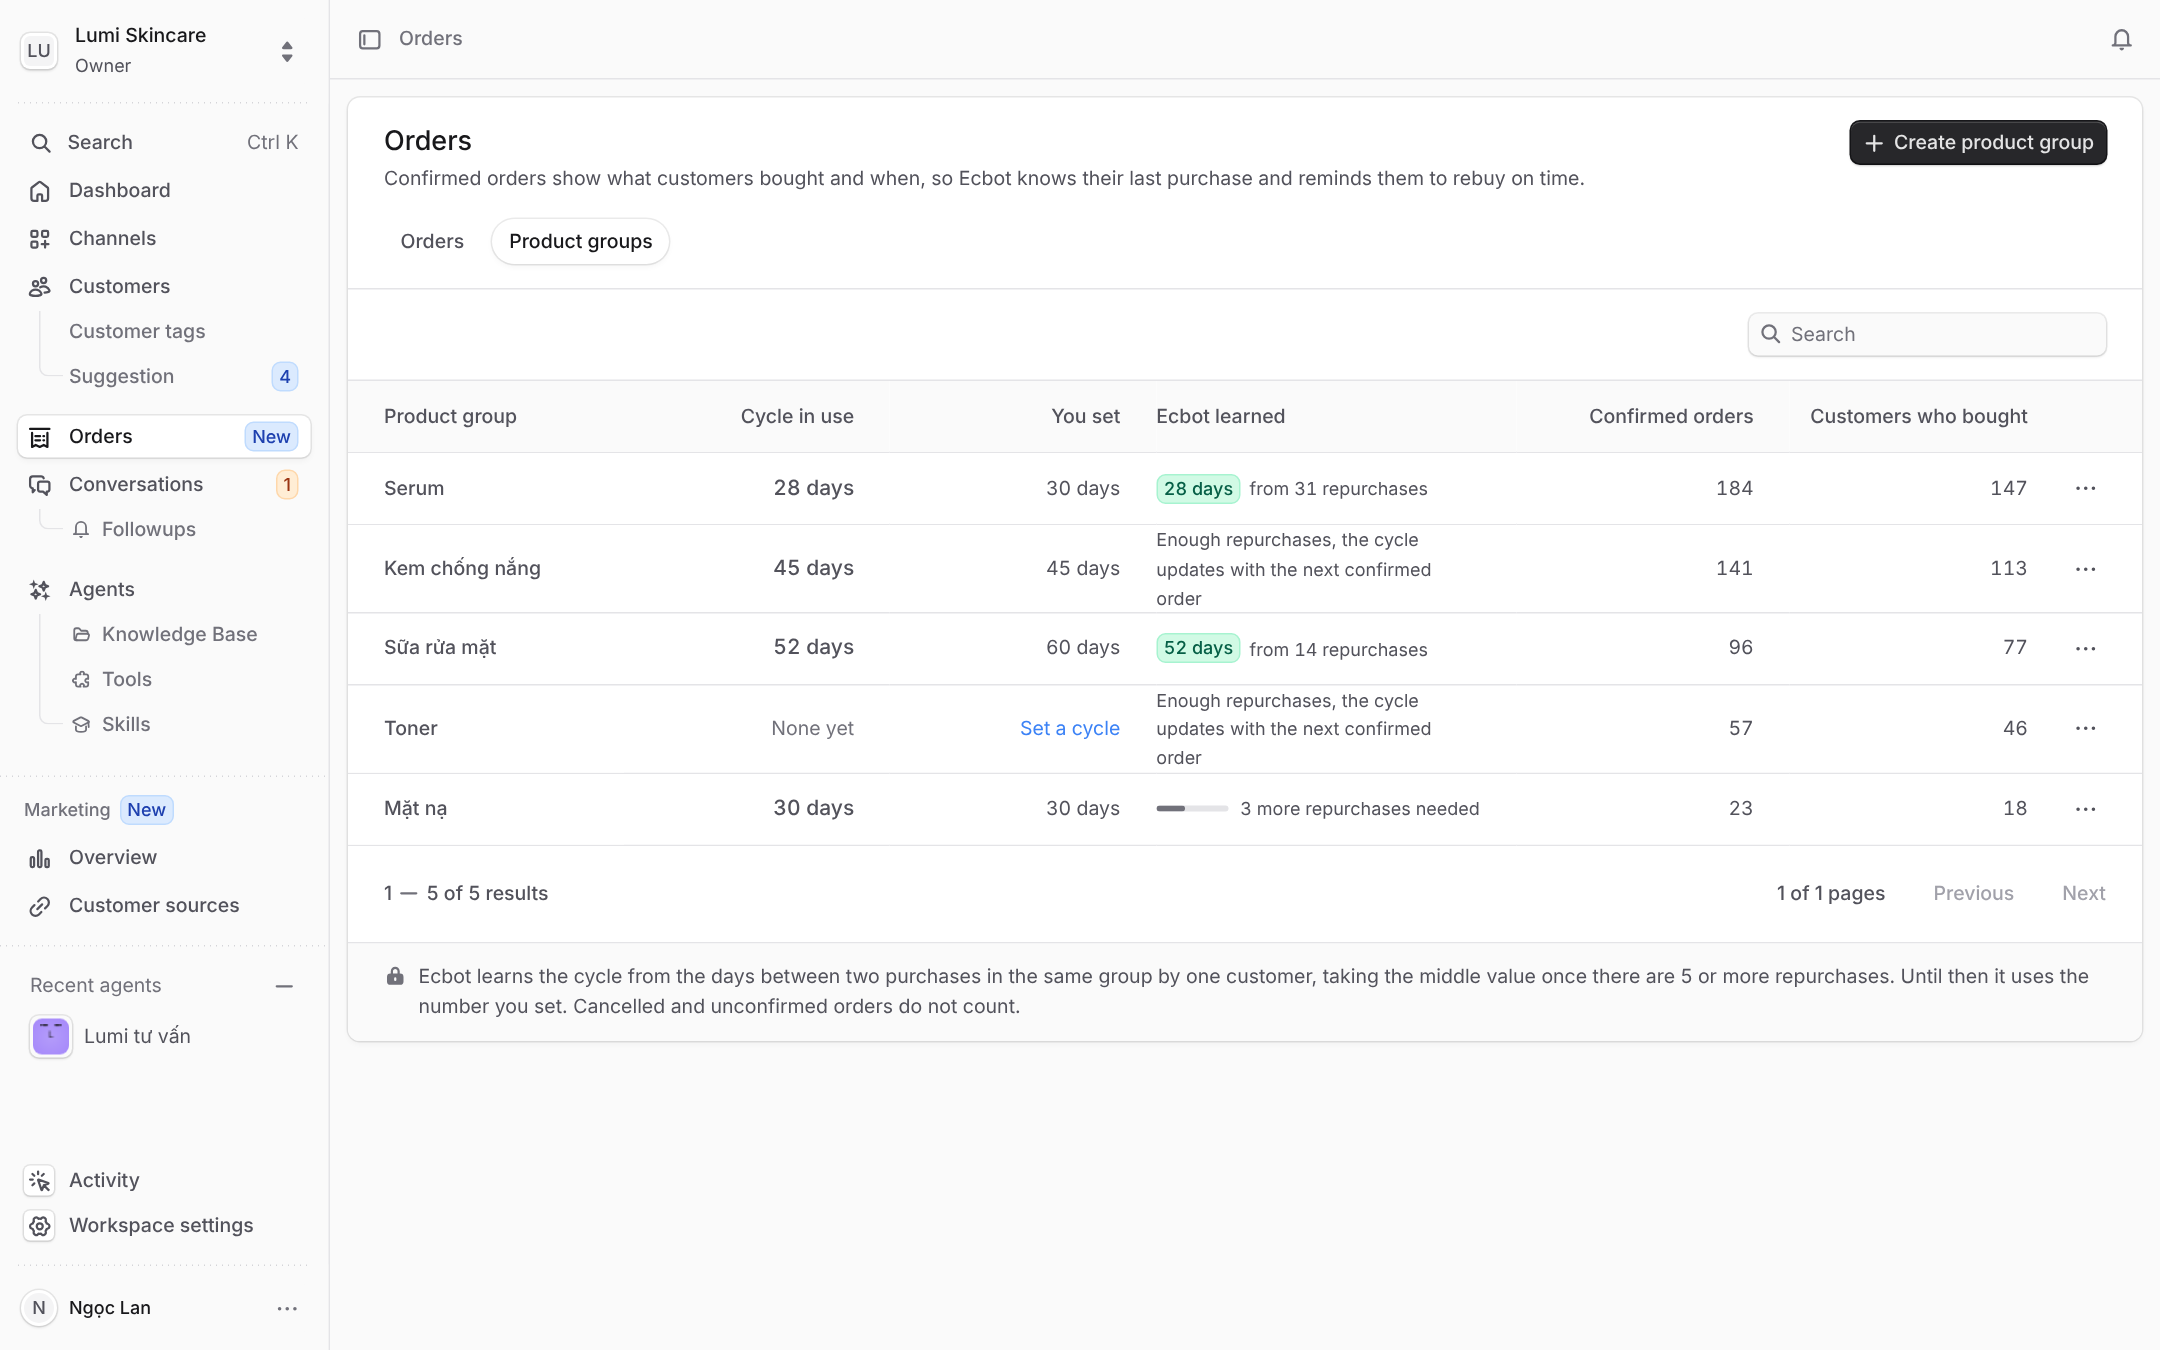 LU
Lumi Skincare
Owner
Search Ctrl K
Dashboard
Channels
Customers
Customer tags
Suggestion 4
Orders New
Conversations 1
Followups
Agents
Knowledge Base
Tools
Skills
Marketing New
Overview
Customer sources
Recent agents
Lumi tư vấn
Activity
Workspace settings
N Ngọc Lan
Orders
Orders
Confirmed orders show what customers bought and when, so Ecbot knows their last purchase and reminds them to rebuy on time.
Create product group
Orders Product groups
Search
Product group Cycle in use You set Ecbot learned Confirmed orders Customers who bought
Serum 28 days 30 days 28 days from 31 repurchases 184 147
Kem chống nắng 45 days 45 days Enough repurchases, the cycle
updates with the next confirmed
order 141 113
Sữa rửa mặt 52 days 60 days 52 days from 14 repurchases 96 77
Toner None yet Set a cycle Enough repurchases, the cycle
updates with the next confirmed
order 57 46
Mặt nạ 30 days 30 days 3 more repurchases needed 23 18
1 — 5 of 5 results 1 of 1 pages Previous Next
Ecbot learns the cycle from the days between two purchases in the same group by one customer, taking the middle value once there are 5 or more repurchases. Until then it uses the
number you set. Cancelled and unconfirmed orders do not count.